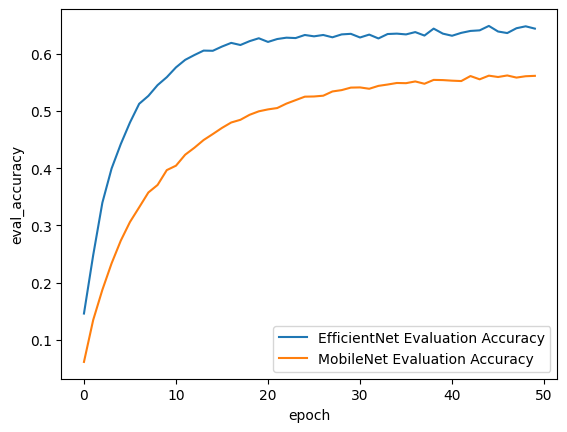 0.6
0.5
0.4
0.3
0.2
0.1
eval_accuracy
EfficientNet Evaluation Accuracy
MobileNet Evaluation Accuracy
0 10 20 30 40 50
epoch